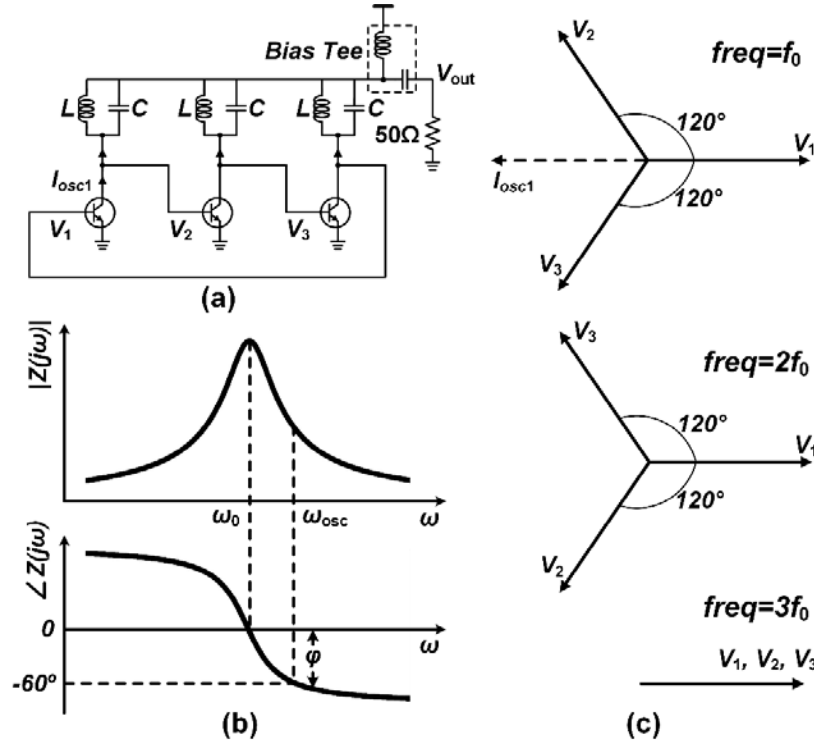 Bias Tee
V_out
L C L C L C
50Ω
I_osc1
V_1 V_2 V_3
(a)
|Z(jω)|
ω_0 ω_osc ω
∠Z(jω)
0
ω
φ
-60°
(b)
V_2
freq=f_0
120°
V_1
I_osc1
120°
V_3
V_3
freq=2f_0
120°
V_1
120°
V_2
freq=3f_0
V_1, V_2, V_3
(c)